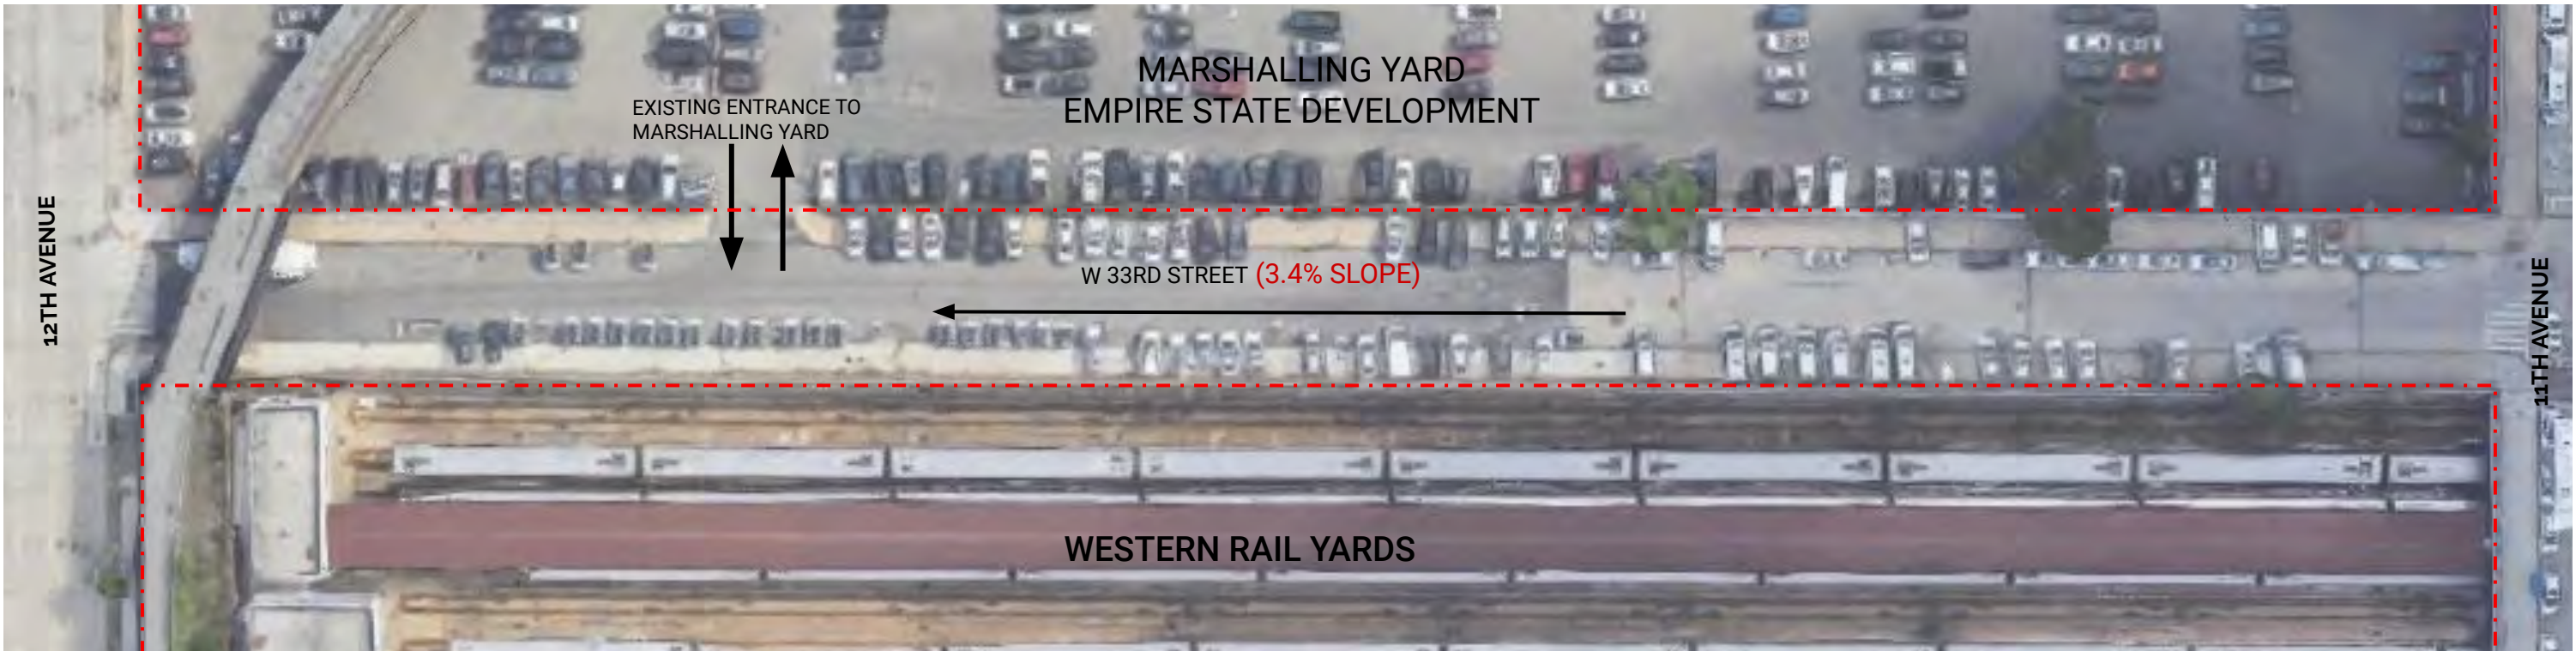 MARSHALLING YARD
EMPIRE STATE DEVELOPMENT
EXISTING ENTRANCE TO
MARSHALLING YARD
12TH AVENUE
W 33RD STREET (3.4% SLOPE)
11TH AVENUE
WESTERN RAIL YARDS